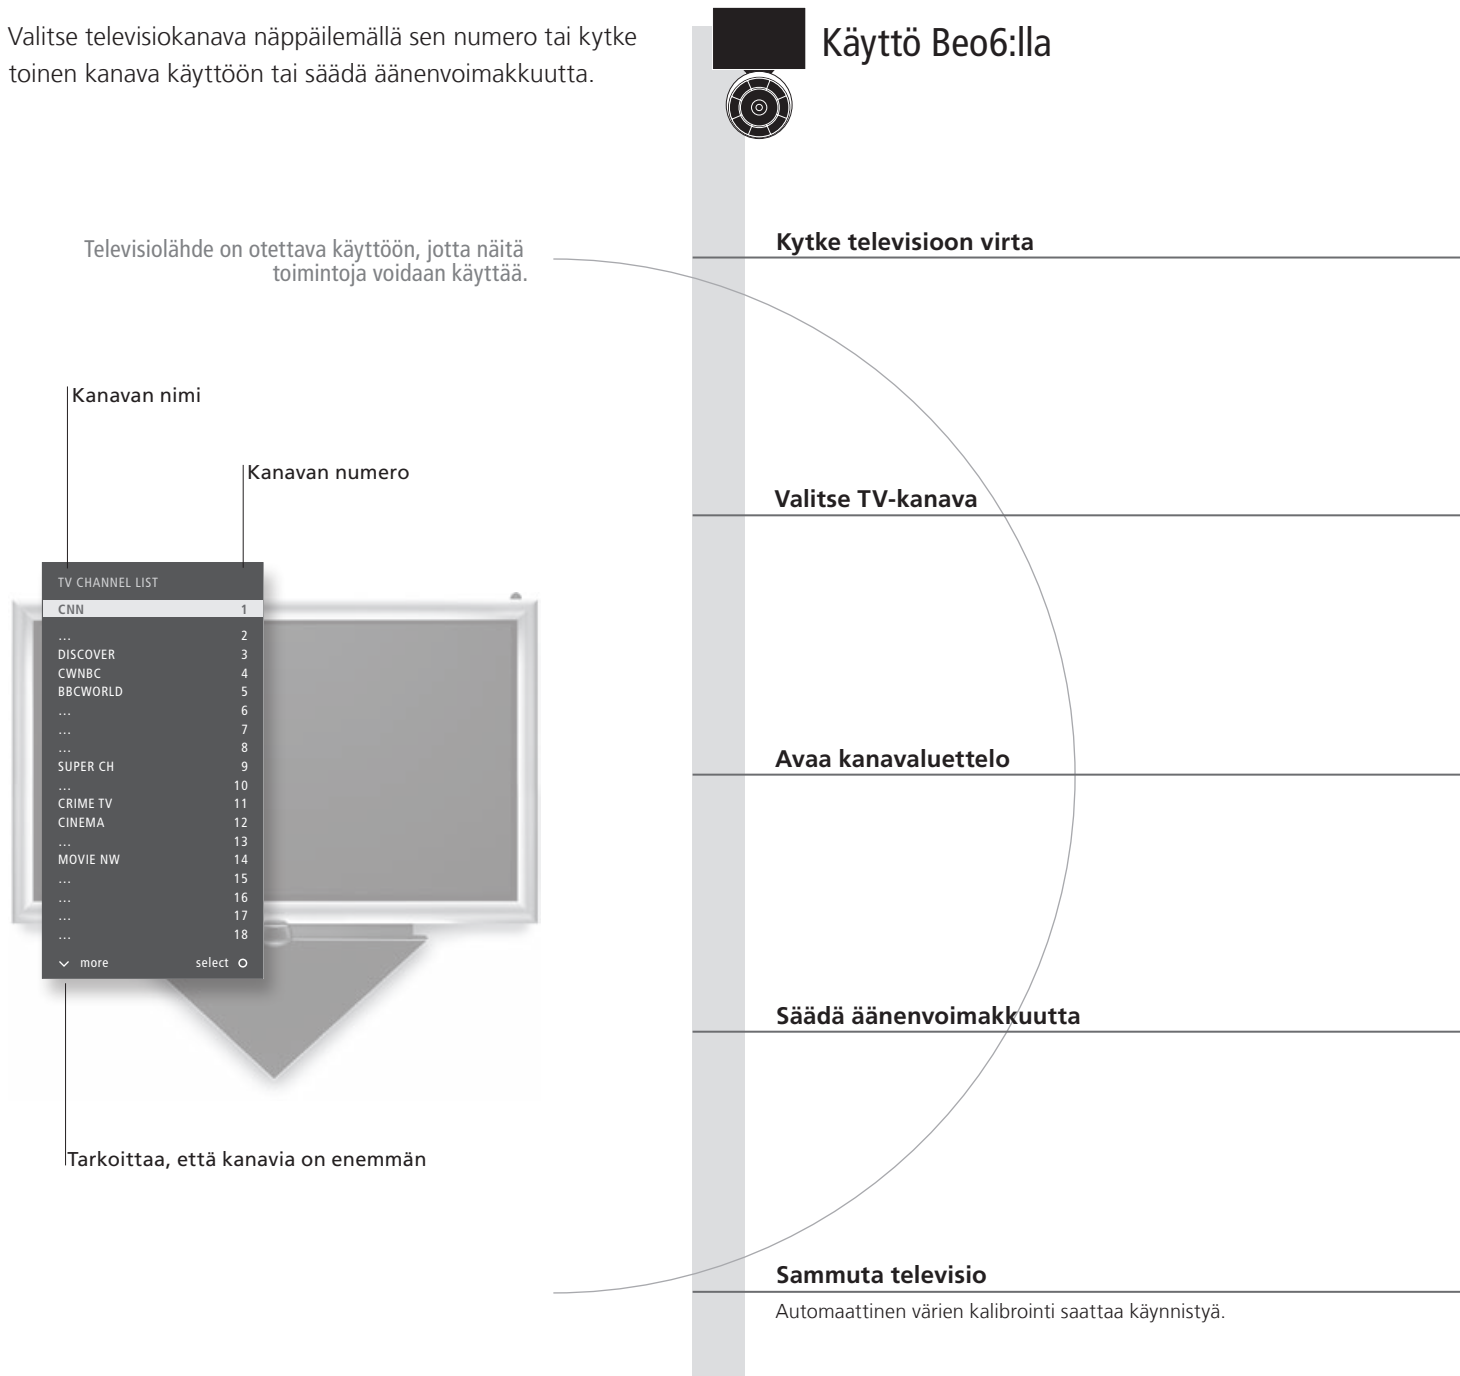 Valitse televisiokanava näppäilemällä sen numero tai kytke
toinen kanava käyttöön tai säädä äänenvoimakkuutta.
Televisiolähde on otettava käyttöön, jotta näitä
toimintoja voidaan käyttää.
Kanavan nimi
Kanavan numero
TV CHANNEL LIST
CNN 1
... 2
DISCOVER 3
CWNBC 4
BBCWORLD 5
... 6
... 7
... 8
SUPER CH 9
... 10
CRIME TV 11
CINEMA 12
... 13
MOVIE NW 14
... 15
... 16
... 17
... 18
more select
Tarkoittaa, että kanavia on enemmän
Käyttö Beo6:lla
Kytke televisioon virta
Valitse TV-kanava
Avaa kanavaluettelo
Säädä äänenvoimakkuutta
Sammuta televisio
Automaattinen värien kalibrointi saattaa käynnistyä.